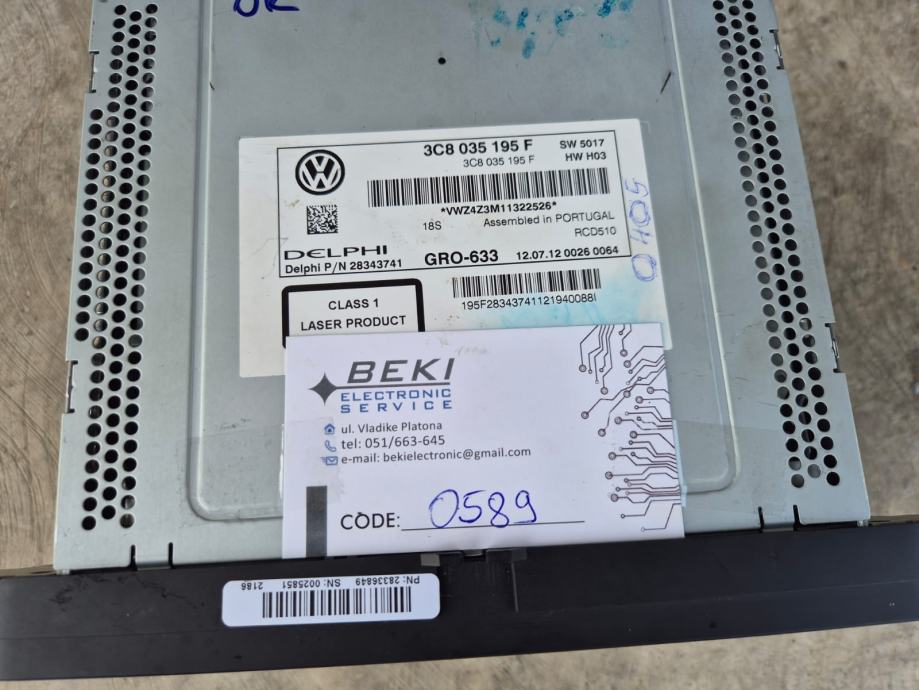 OK
3C8 035 195 F
SW 5017
3C8 035 195 F
HW H03
*VWZ4Z3M11322526*
18S
Assembled in PORTUGAL
RCD510
DELPHI
GRO-633
12.07.12 0026 0064
Delphi P/N 28343741
0405
CLASS 1
LASER PRODUCT
195F28343741121940088I
BEKI
ELECTRONIC
SERVICE
ul. Vladike Platona
tel: 051/663-645
e-mail: bekielectronic@gmail.com
CODE: 0589
PN: 28336849
SN: 0025851
2186